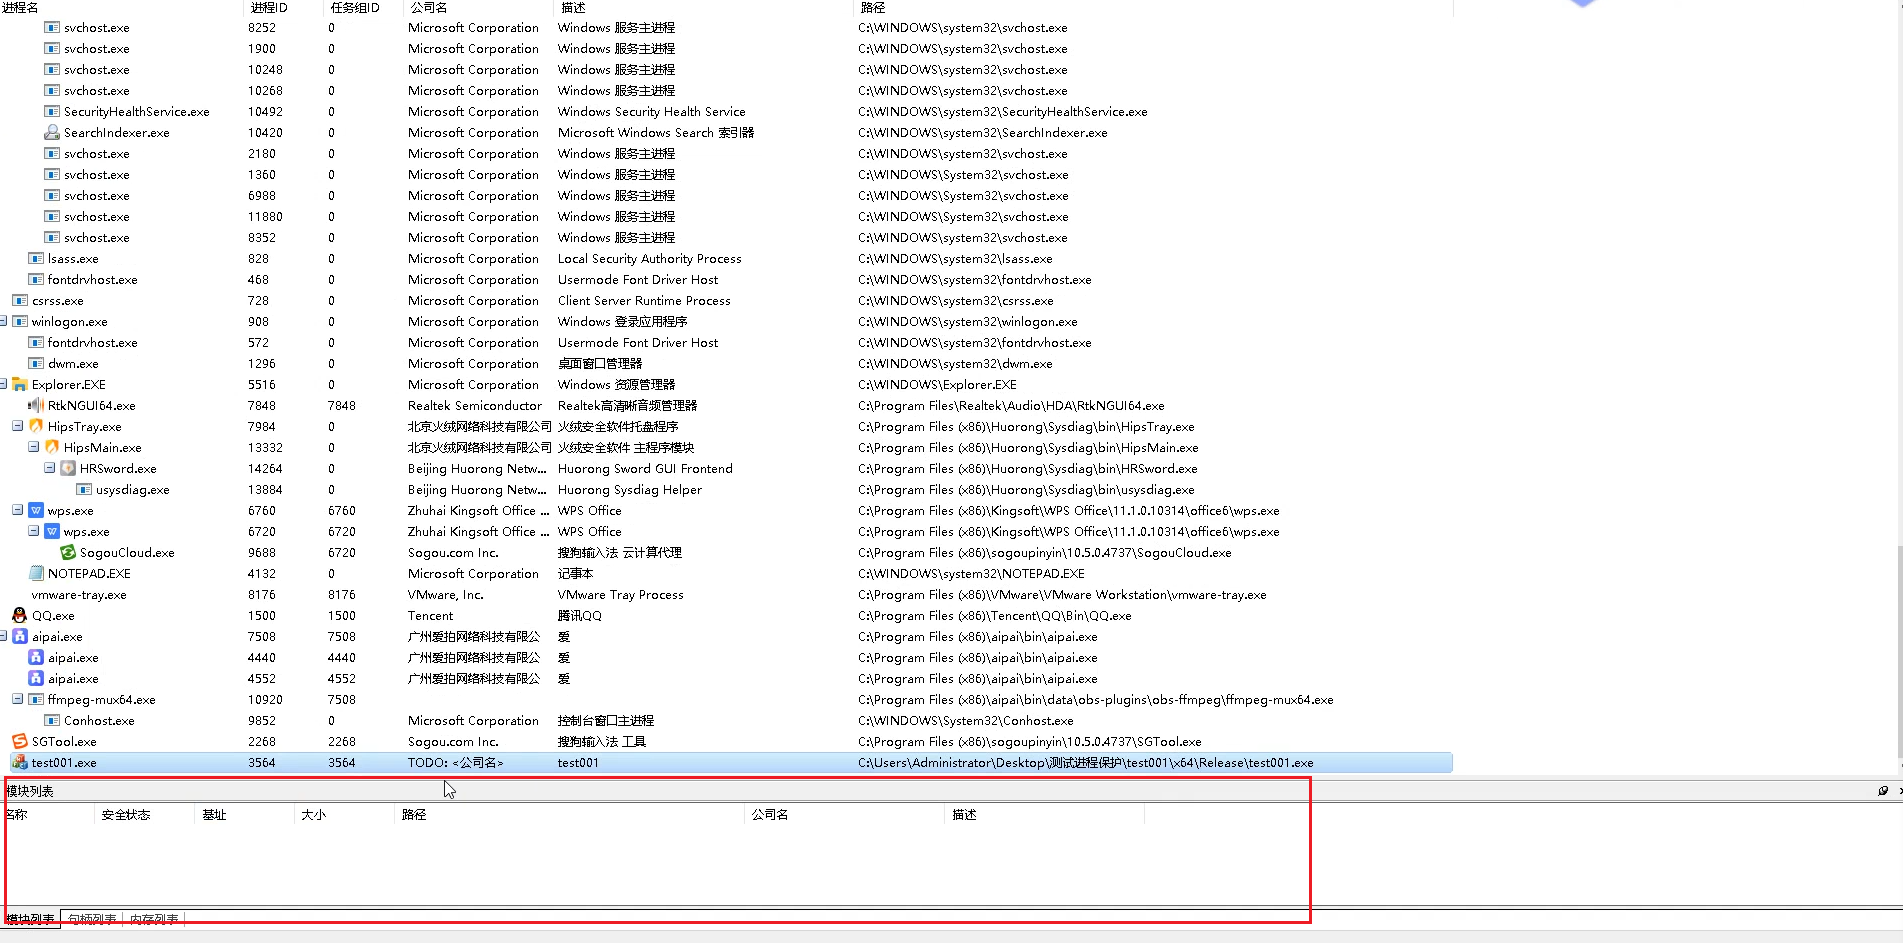 进程名 进程ID 任务组ID 公司名 描述 路径
svchost.exe 8252 0 Microsoft Corporation Windows 服务主进程 C:\WINDOWS\system32\svchost.exe
svchost.exe 1900 0 Microsoft Corporation Windows 服务主进程 C:\WINDOWS\system32\svchost.exe
svchost.exe 10248 0 Microsoft Corporation Windows 服务主进程 C:\WINDOWS\system32\svchost.exe
svchost.exe 10268 0 Microsoft Corporation Windows 服务主进程 C:\WINDOWS\system32\svchost.exe
SecurityHealthService.exe 10492 0 Microsoft Corporation Windows Security Health Service C:\WINDOWS\system32\SecurityHealthService.exe
SearchIndexer.exe 10420 0 Microsoft Corporation Microsoft Windows Search 索引器 C:\WINDOWS\system32\SearchIndexer.exe
svchost.exe 2180 0 Microsoft Corporation Windows 服务主进程 C:\WINDOWS\system32\svchost.exe
svchost.exe 1360 0 Microsoft Corporation Windows 服务主进程 C:\WINDOWS\System32\svchost.exe
svchost.exe 6988 0 Microsoft Corporation Windows 服务主进程 C:\WINDOWS\System32\svchost.exe
svchost.exe 11880 0 Microsoft Corporation Windows 服务主进程 C:\WINDOWS\System32\svchost.exe
svchost.exe 8352 0 Microsoft Corporation Windows 服务主进程 C:\WINDOWS\system32\svchost.exe
lsass.exe 828 0 Microsoft Corporation Local Security Authority Process C:\WINDOWS\system32\lsass.exe
fontdrvhost.exe 468 0 Microsoft Corporation Usermode Font Driver Host C:\WINDOWS\system32\fontdrvhost.exe
csrss.exe 728 0 Microsoft Corporation Client Server Runtime Process C:\WINDOWS\system32\csrss.exe
winlogon.exe 908 0 Microsoft Corporation Windows 登录应用程序 C:\WINDOWS\system32\winlogon.exe
fontdrvhost.exe 572 0 Microsoft Corporation Usermode Font Driver Host C:\WINDOWS\system32\fontdrvhost.exe
dwm.exe 1296 0 Microsoft Corporation 桌面窗口管理器 C:\WINDOWS\system32\dwm.exe
Explorer.EXE 5516 0 Microsoft Corporation Windows 资源管理器 C:\WINDOWS\Explorer.EXE
RtkNGUI64.exe 7848 7848 Realtek Semiconductor Realtek高清晰音频管理器 C:\Program Files\Realtek\Audio\HDA\RtkNGUI64.exe
HipsTray.exe 7984 0 北京火绒网络科技有限公司 火绒安全软件托盘程序 C:\Program Files (x86)\Huorong\Sysdiag\bin\HipsTray.exe
HipsMain.exe 13332 0 北京火绒网络科技有限公司 火绒安全软件 主程序模块 C:\Program Files (x86)\Huorong\Sysdiag\bin\HipsMain.exe
HRSword.exe 14264 0 Beijing Huorong Netw... Huorong Sword GUI Frontend C:\Program Files (x86)\Huorong\Sysdiag\bin\HRSword.exe
usysdiag.exe 13884 0 Beijing Huorong Netw... Huorong Sysdiag Helper C:\Program Files (x86)\Huorong\Sysdiag\bin\usysdiag.exe
wps.exe 6760 6760 Zhuhai Kingsoft Office ... WPS Office C:\Program Files (x86)\Kingsoft\WPS Office\11.1.0.10314\office6\wps.exe
wps.exe 6720 6720 Zhuhai Kingsoft Office ... WPS Office C:\Program Files (x86)\Kingsoft\WPS Office\11.1.0.10314\office6\wps.exe
SogouCloud.exe 9688 6720 Sogou.com Inc. 搜狗输入法 云计算代理 C:\Program Files (x86)\sogoupinyin\10.5.0.4737\SogouCloud.exe
NOTEPAD.EXE 4132 0 Microsoft Corporation 记事本 C:\WINDOWS\system32\NOTEPAD.EXE
vmware-tray.exe 8176 8176 VMware, Inc. VMware Tray Process C:\Program Files (x86)\VMware\VMware Workstation\vmware-tray.exe
QQ.exe 1500 1500 Tencent 腾讯QQ C:\Program Files (x86)\Tencent\QQ\Bin\QQ.exe
aipai.exe 7508 7508 广州爱拍网络科技有限公 爱 C:\Program Files (x86)\aipai\bin\aipai.exe
aipai.exe 4440 4440 广州爱拍网络科技有限公 爱 C:\Program Files (x86)\aipai\bin\aipai.exe
aipai.exe 4552 4552 广州爱拍网络科技有限公 爱 C:\Program Files (x86)\aipai\bin\aipai.exe
ffmpeg-mux64.exe 10920 7508 C:\Program Files (x86)\aipai\bin\data\obs-plugins\obs-ffmpeg\ffmpeg-mux64.exe
Conhost.exe 9852 0 Microsoft Corporation 控制台窗口主进程 C:\WINDOWS\System32\Conhost.exe
SGTool.exe 2268 2268 Sogou.com Inc. 搜狗输入法 工具 C:\Program Files (x86)\sogoupinyin\10.5.0.4737\SGTool.exe
test001.exe 3564 3564 TODO: <公司名> test001 C:\Users\Administrator\Desktop\测试进程保护\test001\x64\Release\test001.exe
模块列表
名称 安全状态 基址 大小 路径 公司名 描述
模块列表 句柄列表 内存列表